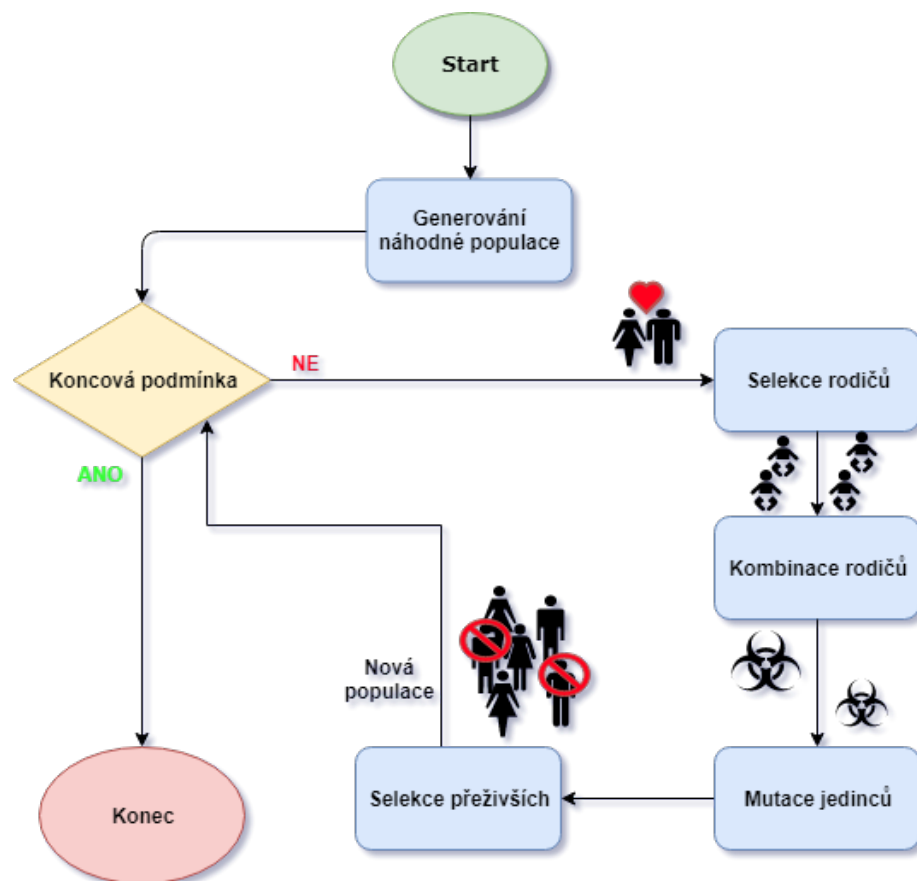 Start
Generování
náhodné populace
Koncová podmínka
NE
Selekce rodičů
ANO
Kombinace rodičů
Nová
populace
Konec
Selekce přeživších
Mutace jedinců